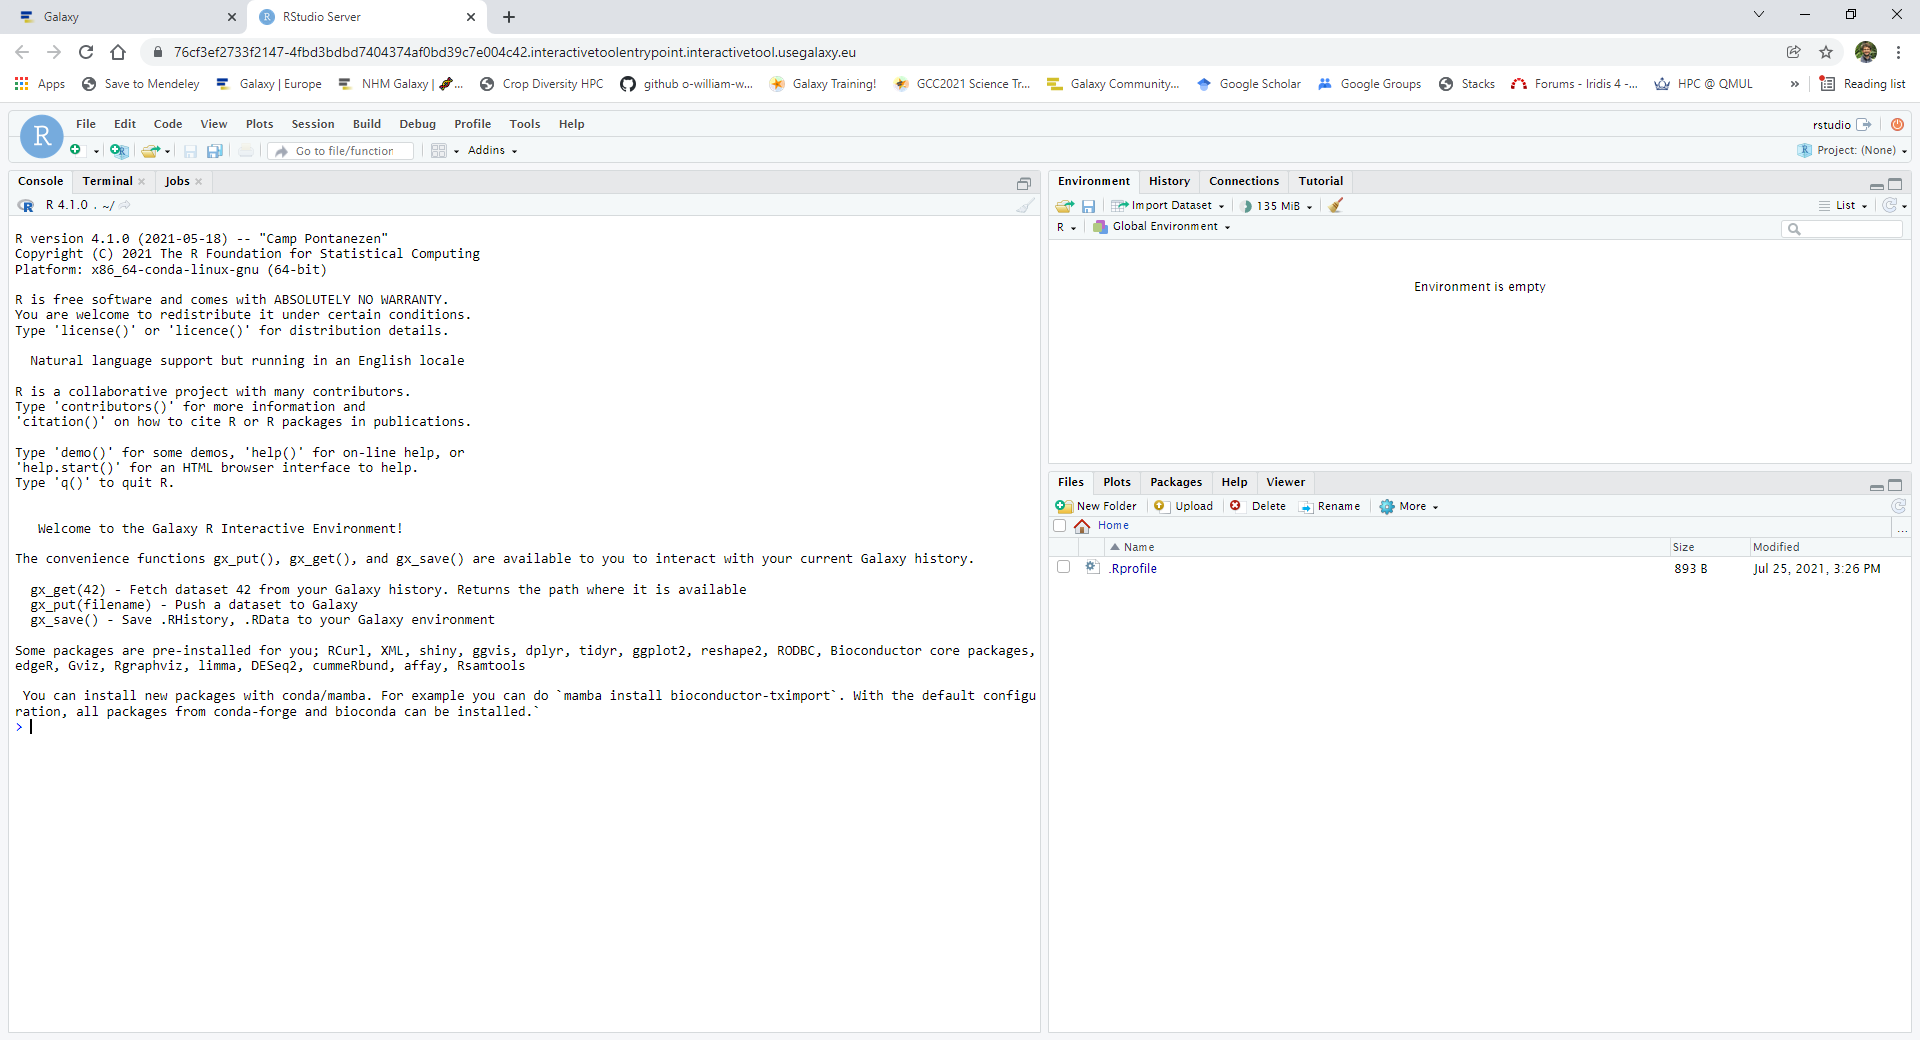 Galaxy
RStudio Server
76cf3ef2733f2147-4fbd3bdbd7404374af0bd39c7e004c42.interactivetoolentrypoint.interactivetool.usegalaxy.eu
Apps Save to Mendeley Galaxy | Europe NHM Galaxy | ... Crop Diversity HPC github o-william-w... Galaxy Training! GCC2021 Science Tr... Galaxy Community... Google Scholar Google Groups Stacks Forums - Iridis 4 -... HPC @ QMUL » Reading list
R File Edit Code View Plots Session Build Debug Profile Tools Help rstudio
Go to file/function Addins Project: (None)
Console Terminal Jobs
R 4.1.0 . ~/
R version 4.1.0 (2021-05-18) -- "Camp Pontanezen"
Copyright (C) 2021 The R Foundation for Statistical Computing
Platform: x86_64-conda-linux-gnu (64-bit)
R is free software and comes with ABSOLUTELY NO WARRANTY.
You are welcome to redistribute it under certain conditions.
Type 'license()' or 'licence()' for distribution details.
Natural language support but running in an English locale
R is a collaborative project with many contributors.
Type 'contributors()' for more information and
'citation()' on how to cite R or R packages in publications.
Type 'demo()' for some demos, 'help()' for on-line help, or
'help.start()' for an HTML browser interface to help.
Type 'q()' to quit R.
Welcome to the Galaxy R Interactive Environment!
The convenience functions gx_put(), gx_get(), and gx_save() are available to you to interact with your current Galaxy history.
gx_get(42) - Fetch dataset 42 from your Galaxy history. Returns the path where it is available
gx_put(filename) - Push a dataset to Galaxy
gx_save() - Save .RHistory, .RData to your Galaxy environment
Some packages are pre-installed for you; RCurl, XML, shiny, ggvis, dplyr, tidyr, ggplot2, reshape2, RODBC, Bioconductor core packages,
edgeR, Gviz, Rgraphviz, limma, DESeq2, cummeRbund, affay, Rsamtools
You can install new packages with conda/mamba. For example you can do `mamba install bioconductor-tximport`. With the default configu
ration, all packages from conda-forge and bioconda can be installed.`
>
Environment History Connections Tutorial
Import Dataset 135 MiB List
R Global Environment
Environment is empty
Files Plots Packages Help Viewer
New Folder Upload Delete Rename More
Home ...
Name Size Modified
.Rprofile 893 B Jul 25, 2021, 3:26 PM